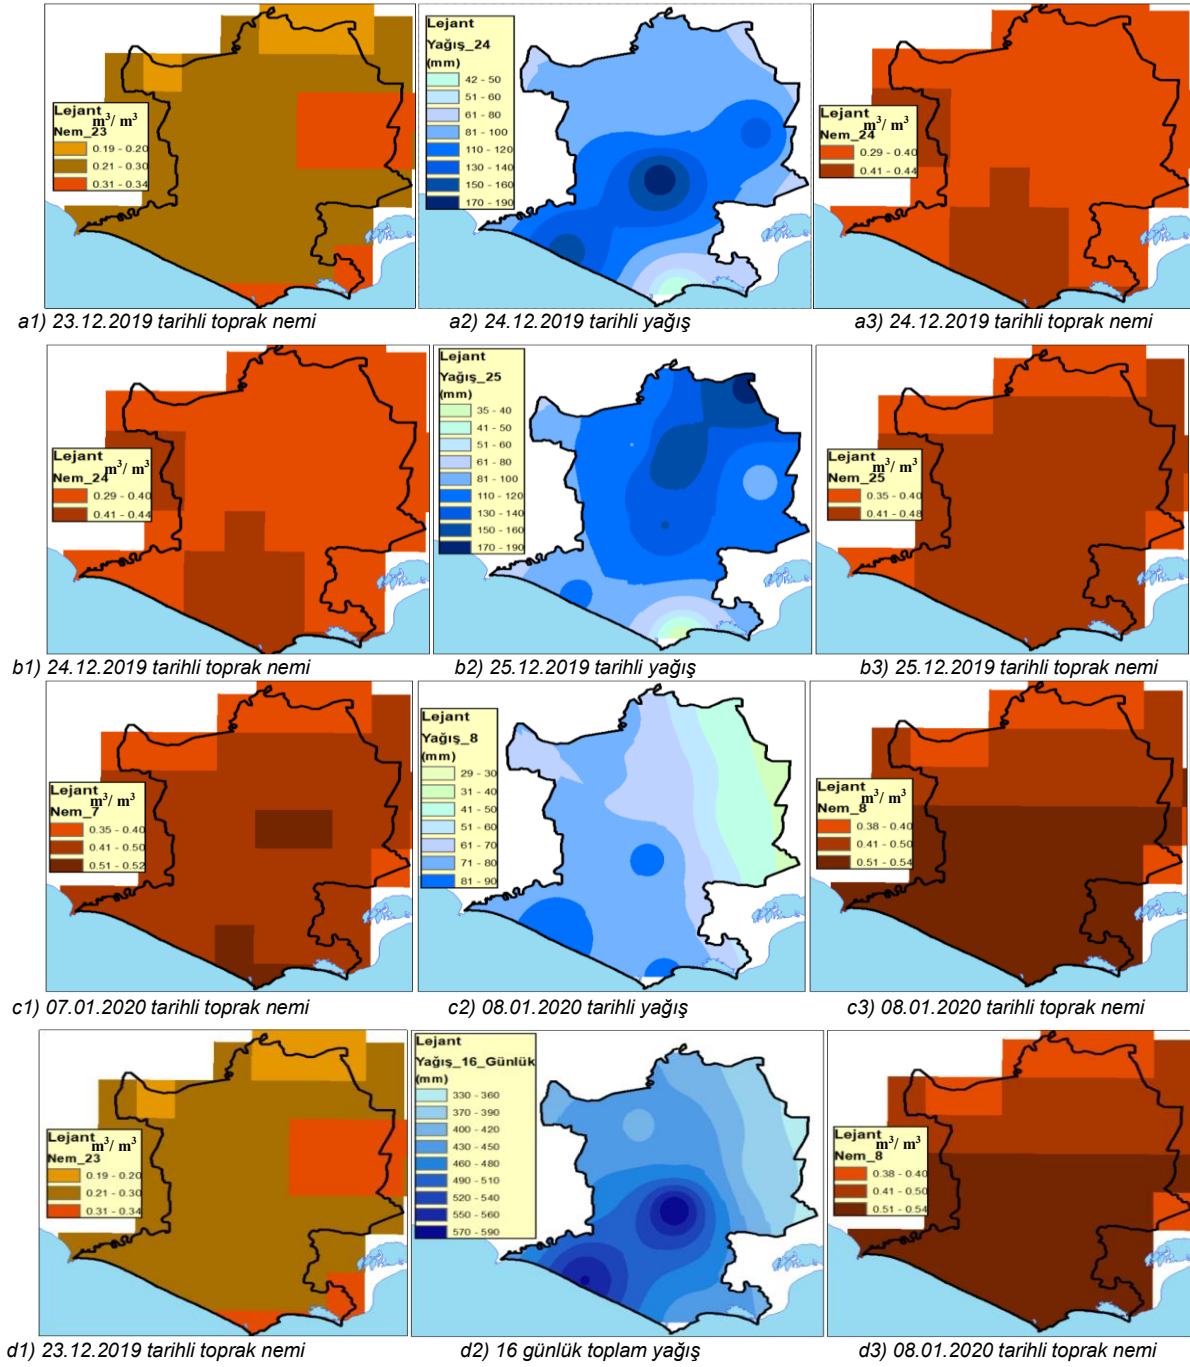 Lejant
m³/ m³
Nem_23
0.19 - 0.20
0.21 - 0.30
0.31 - 0.34
Lejant
Yağış_24
(mm)
42 - 50
51 - 60
61 - 80
81 - 100
110 - 120
130 - 140
150 - 160
170 - 190
Lejant
m³/ m³
Nem_24
0.29 - 0.40
0.41 - 0.44
a1) 23.12.2019 tarihli toprak nemi
a2) 24.12.2019 tarihli yağış
a3) 24.12.2019 tarihli toprak nemi
Lejant
m³/ m³
Nem_24
0.29 - 0.40
0.41 - 0.44
Lejant
Yağış_25
(mm)
35 - 40
41 - 50
51 - 60
61 - 80
81 - 100
110 - 120
130 - 140
150 - 160
170 - 190
Lejant
m³/ m³
Nem_25
0.35 - 0.40
0.41 - 0.48
b1) 24.12.2019 tarihli toprak nemi
b2) 25.12.2019 tarihli yağış
b3) 25.12.2019 tarihli toprak nemi
Lejant
m³/ m³
Nem_7
0.35 - 0.40
0.41 - 0.50
0.51 - 0.52
Lejant
Yağış_8
(mm)
29 - 30
31 - 40
41 - 50
51 - 60
61 - 70
71 - 80
81 - 90
Lejant
m³/ m³
Nem_8
0.38 - 0.40
0.41 - 0.50
0.51 - 0.54
c1) 07.01.2020 tarihli toprak nemi
c2) 08.01.2020 tarihli yağış
c3) 08.01.2020 tarihli toprak nemi
Lejant
m³/ m³
Nem_23
0.19 - 0.20
0.21 - 0.30
0.31 - 0.34
Lejant
Yağış_16_Günlük
(mm)
330 - 360
370 - 390
400 - 420
430 - 450
460 - 480
490 - 510
520 - 540
550 - 560
570 - 590
Lejant
m³/ m³
Nem_8
0.38 - 0.40
0.41 - 0.50
0.51 - 0.54
d1) 23.12.2019 tarihli toprak nemi
d2) 16 günlük toplam yağış
d3) 08.01.2020 tarihli toprak nemi